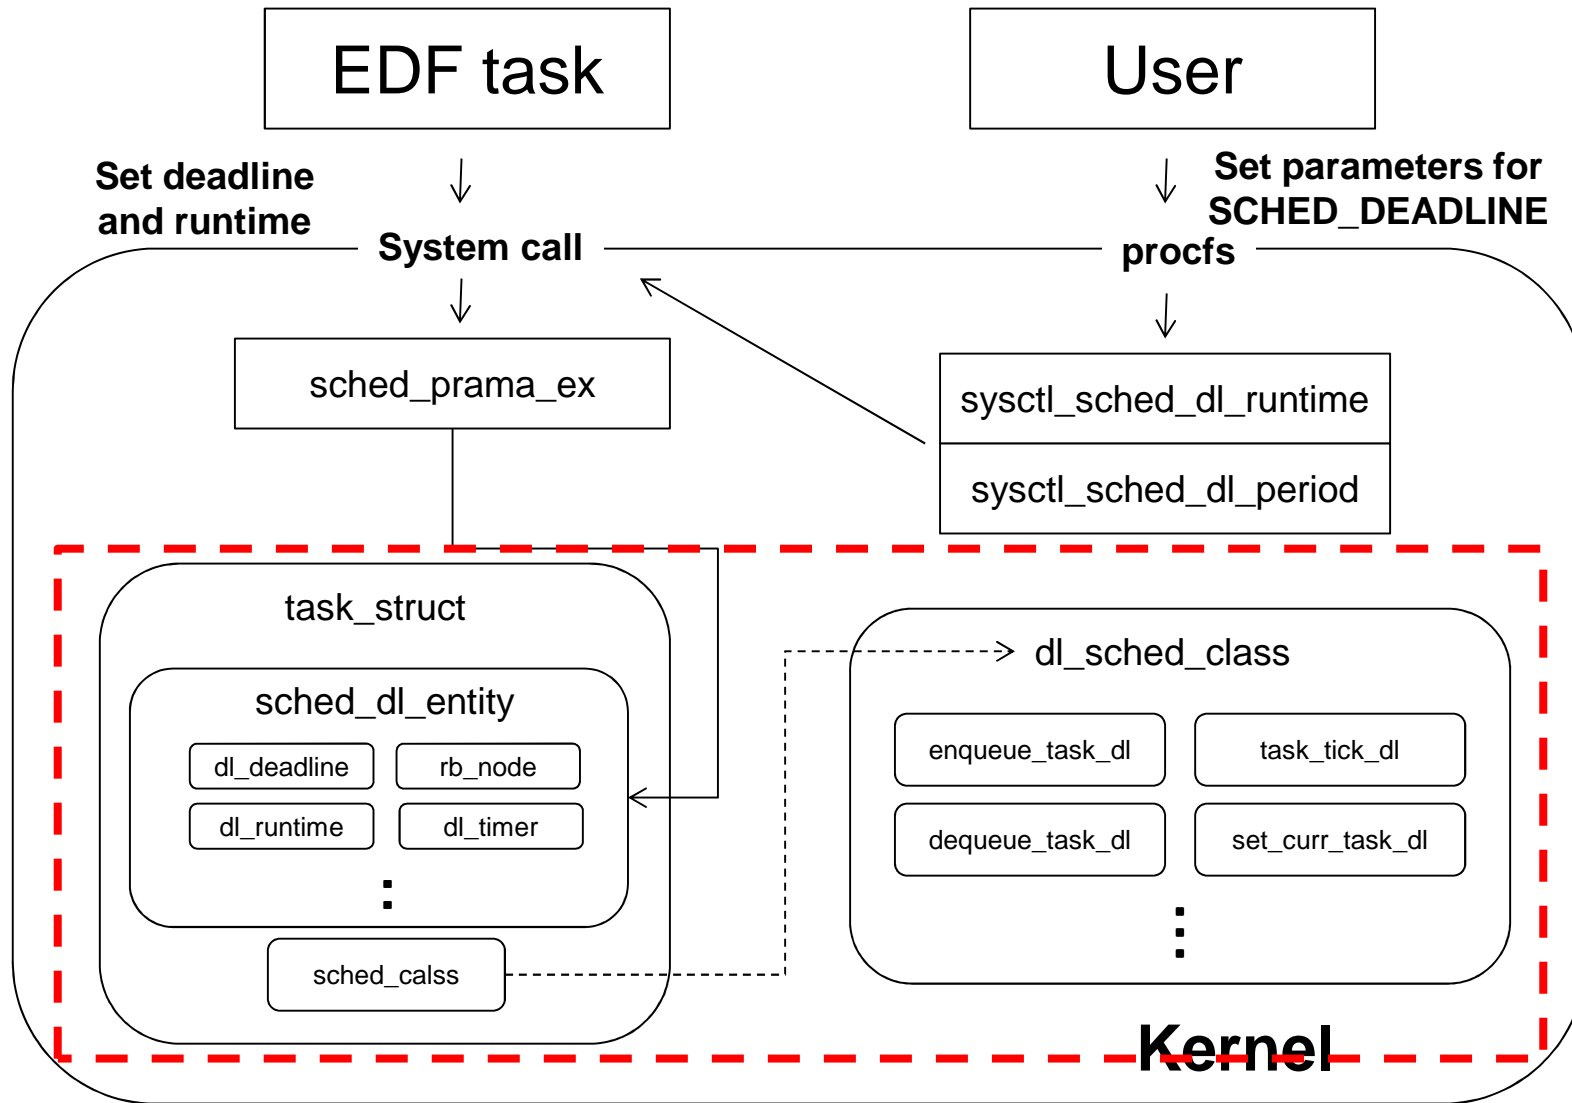 EDF task
User
Set deadline
and runtime
Set parameters for
SCHED_DEADLINE
System call
procfs
sched_prama_ex
sysctl_sched_dl_runtime
sysctl_sched_dl_period
task_struct
sched_dl_entity
dl_deadline
rb_node
dl_runtime
dl_timer
:
sched_calss
dl_sched_class
enqueue_task_dl
task_tick_dl
dequeue_task_dl
set_curr_task_dl
⋮
Kernel